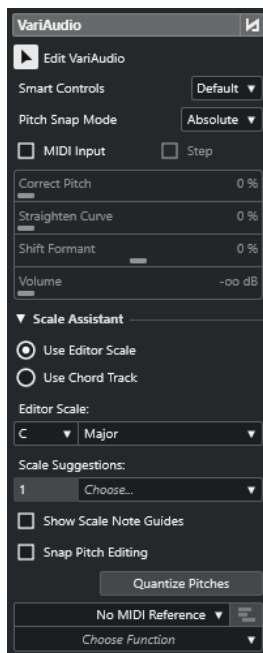 VariAudio
Edit VariAudio
Smart Controls Default
Pitch Snap Mode Absolute
MIDI Input Step
Correct Pitch 0 %
Straighten Curve 0 %
Shift Formant 0 %
Volume -oo dB
Scale Assistant
Use Editor Scale
Use Chord Track
Editor Scale:
C Major
Scale Suggestions:
1 Choose...
Show Scale Note Guides
Snap Pitch Editing
Quantize Pitches
No MIDI Reference
Choose Function